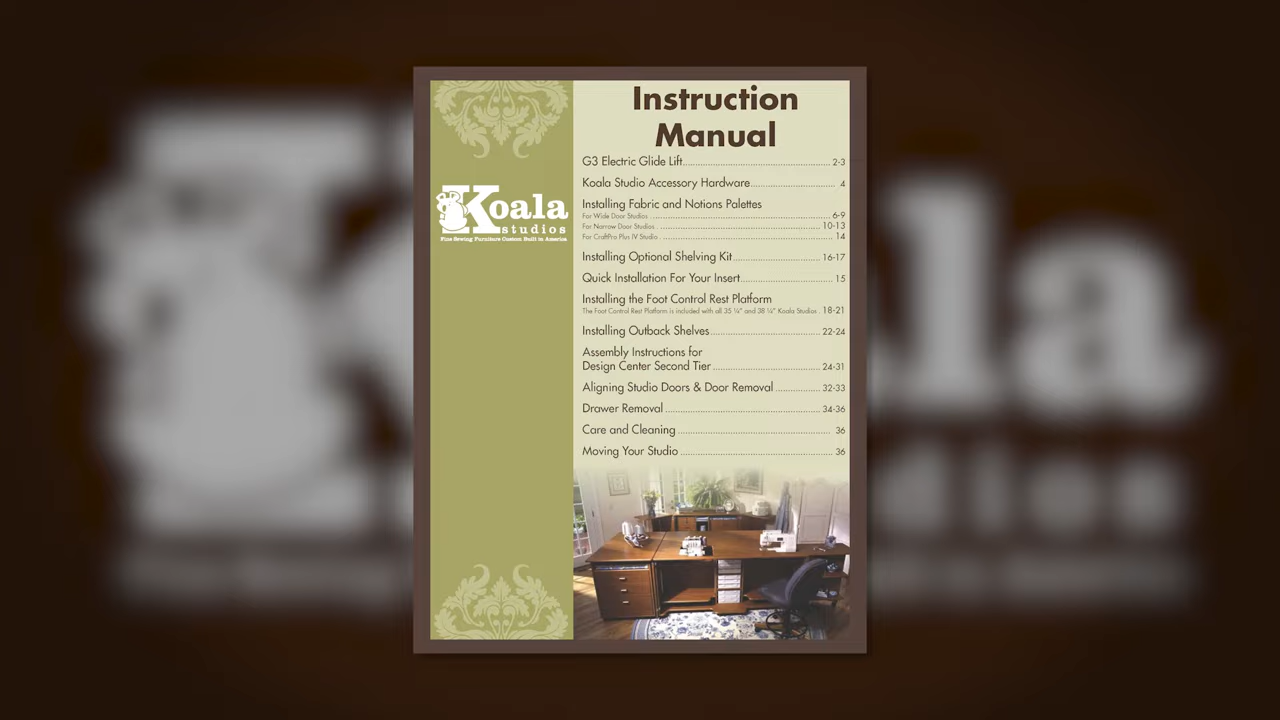 Koala
studios
Fine Sewing Furniture Custom Built in America
Instruction
Manual
G3 Electric Glide Lift 2-3
Koala Studio Accessory Hardware 4
Installing Fabric and Notions Palettes
For Wide Door Studios 6-9
For Narrow Door Studios 10-13
For CraftPro Plus IV Studio 14
Installing Optional Shelving Kit 16-17
Quick Installation For Your Insert 15
Installing the Foot Control Rest Platform
The Foot Control Rest Platform is included with all 35 ¼" and 38 ¼" Koala Studios 18-21
Installing Outback Shelves 22-24
Assembly Instructions for
Design Center Second Tier 24-31
Aligning Studio Doors & Door Removal 32-33
Drawer Removal 34-36
Care and Cleaning 36
Moving Your Studio 36